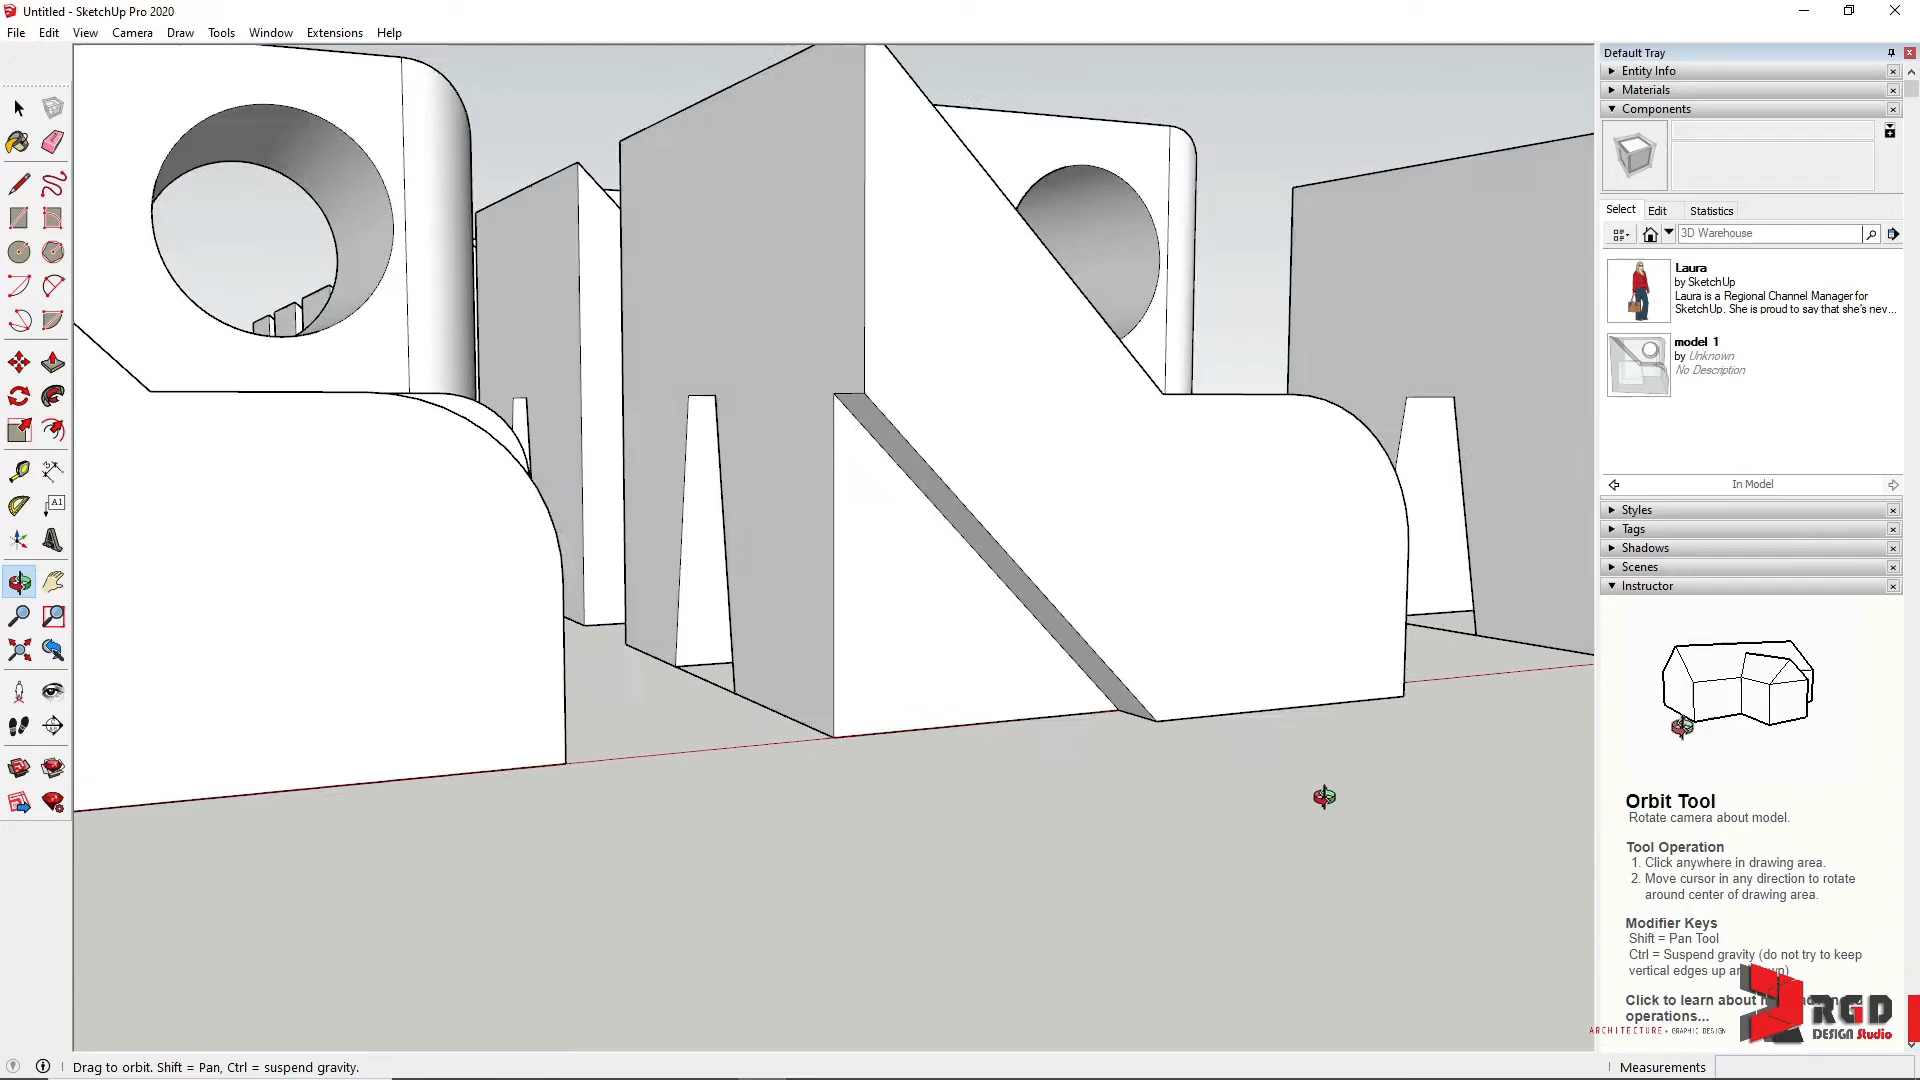 Untitled - SketchUp Pro 2020
File Edit View Camera Draw Tools Window Extensions Help
Default Tray
Entity Info
Materials
Components
Select Edit Statistics
3D Warehouse
Laura
by SketchUp
Laura is a Regional Channel Manager for
SketchUp. She is proud to say that she's nev...
model 1
by Unknown
No Description
In Model
Styles
Tags
Shadows
Scenes
Instructor
A1
Orbit Tool
Rotate camera about model.
Tool Operation
1. Click anywhere in drawing area.
2. Move cursor in any direction to rotate
around center of drawing area.
Modifier Keys
Shift = Pan Tool
Ctrl = Suspend gravity (do not try to keep
vertical edges up an
Click to learn about
operations...
RGD
DESIGN Studio
ARCHITECTURE + GRAPHIC DESIGN
Drag to orbit. Shift = Pan, Ctrl = suspend gravity.
Measurements